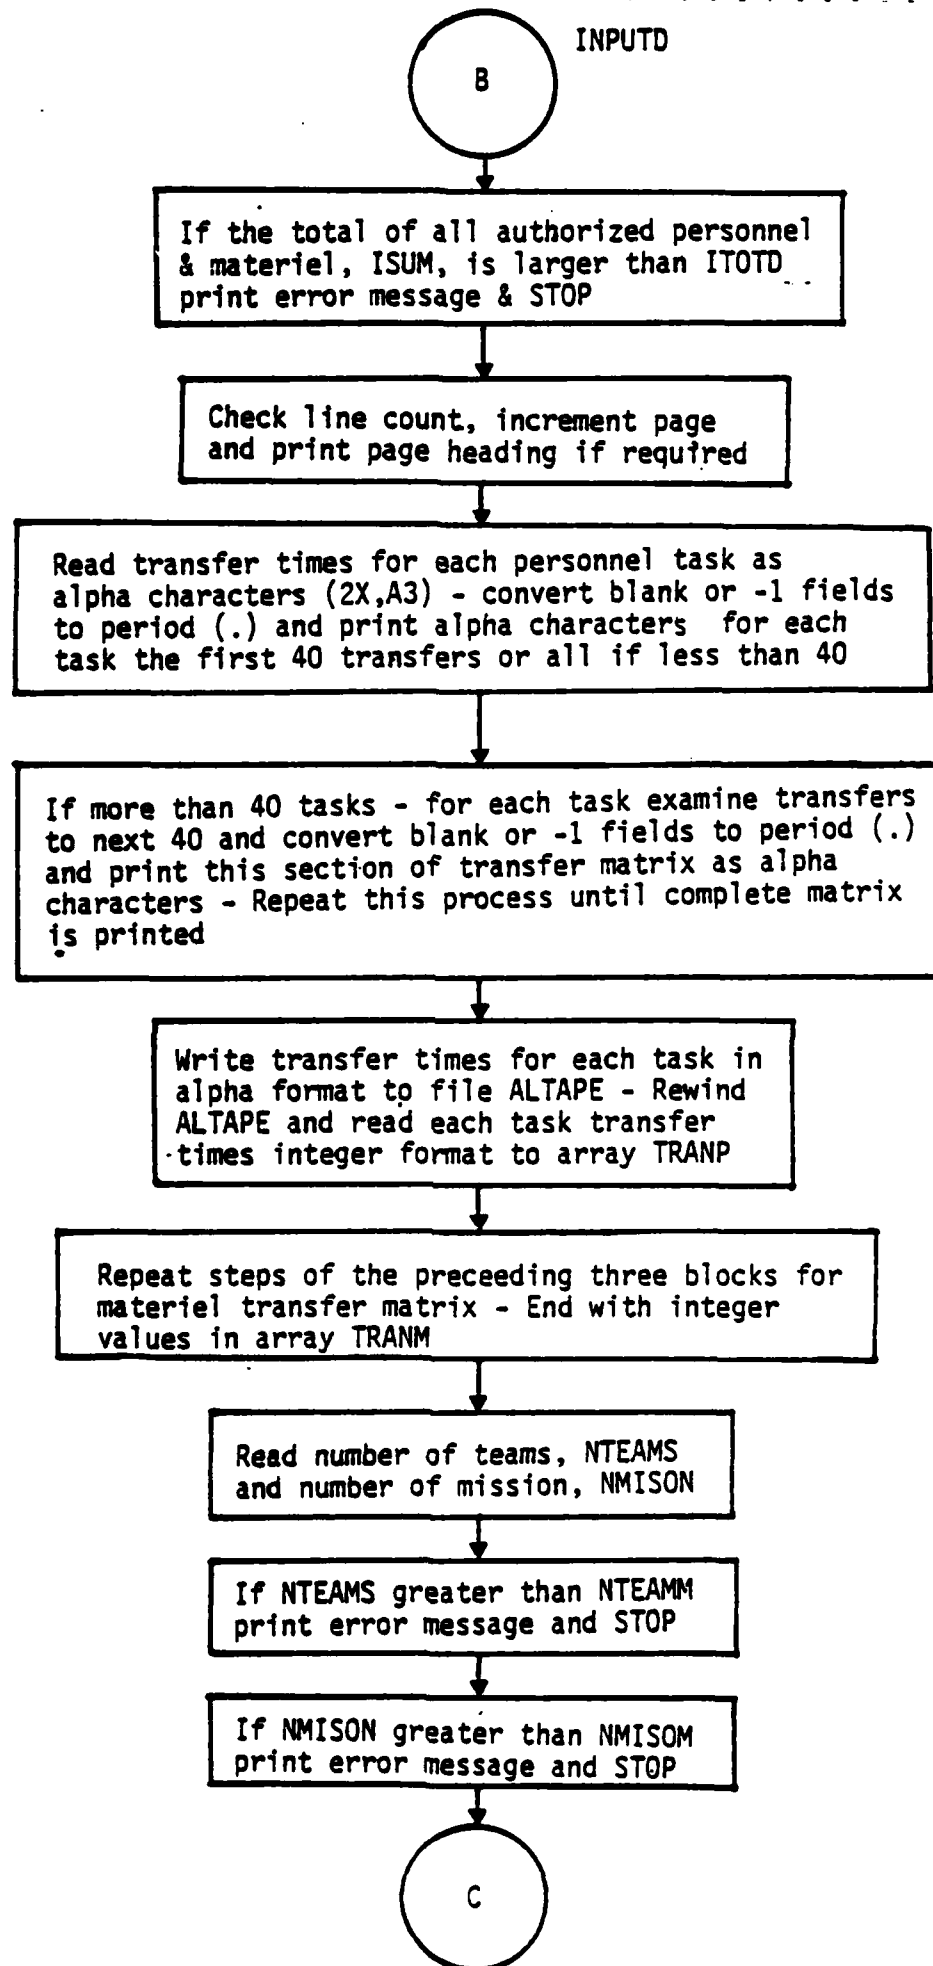 INPUTD
B
If the total of all authorized personnel
& materiel, ISUM, is larger than ITOTD
print error message & STOP
Check line count, increment page
and print page heading if required
Read transfer times for each personnel task as
alpha characters (2X,A3) - convert blank or -1 fields
to period (.) and print alpha characters for each
task the first 40 transfers or all if less than 40
If more than 40 tasks - for each task examine transfers
to next 40 and convert blank or -1 fields to period (.)
and print this section of transfer matrix as alpha
characters - Repeat this process until complete matrix
is printed
Write transfer times for each task in
alpha format to file ALTAPE - Rewind
ALTAPE and read each task transfer
times integer format to array TRANP
Repeat steps of the preceeding three blocks for
materiel transfer matrix - End with integer
values in array TRANM
Read number of teams, NTEAMS
and number of mission, NMISON
If NTEAMS greater than NTEAMM
print error message and STOP
If NMISON greater than NMISOM
print error message and STOP
C